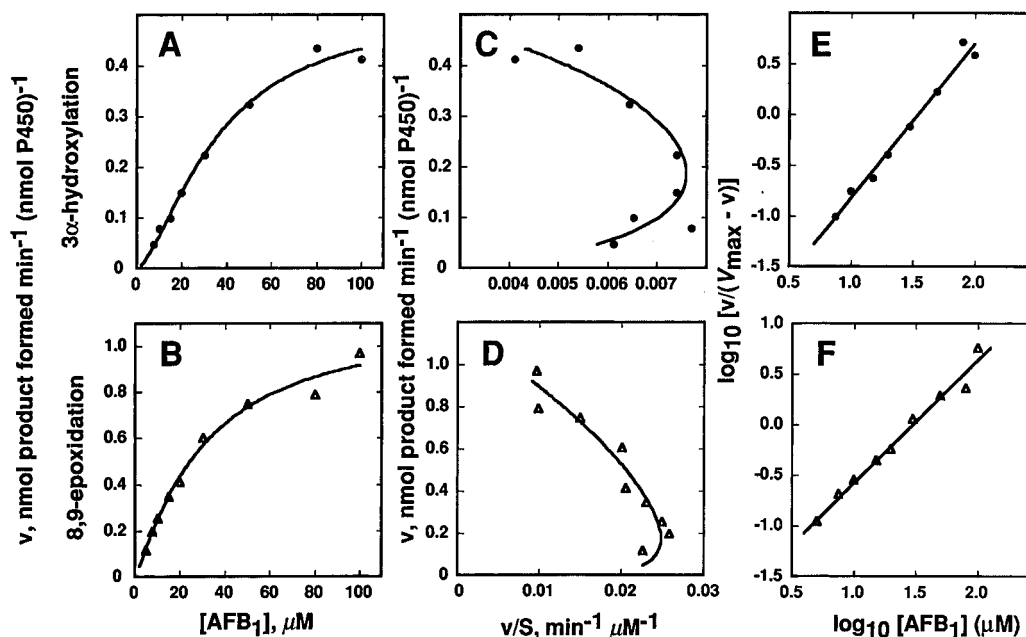 A
C
E
B
D
F
3α-hydroxylation
8,9-epoxidation
v, nmol product formed min⁻¹ (nmol P450)⁻¹
0.4
0.3
0.2
0.1
0
0 20 40 60 80 100
1.0
0.8
0.6
0.4
0.2
0.0
0 20 40 60 80 100
[AFB₁], μM
v, nmol product formed min⁻¹ (nmol P450)⁻¹
0.4
0.3
0.2
0.1
0
0.004 0.005 0.006 0.007
1.0
0.8
0.6
0.4
0.2
0.0
0.00 0.01 0.02 0.03
v/S, min⁻¹ μM⁻¹
log₁₀ [v/(Vmax - v)]
0.5
0.0
-0.5
-1.0
-1.5
0.5 1.0 1.5 2.0
1.0
0.5
0.0
-0.5
-1.0
-1.5
0.5 1.0 1.5 2.0
log₁₀ [AFB₁] (μM)